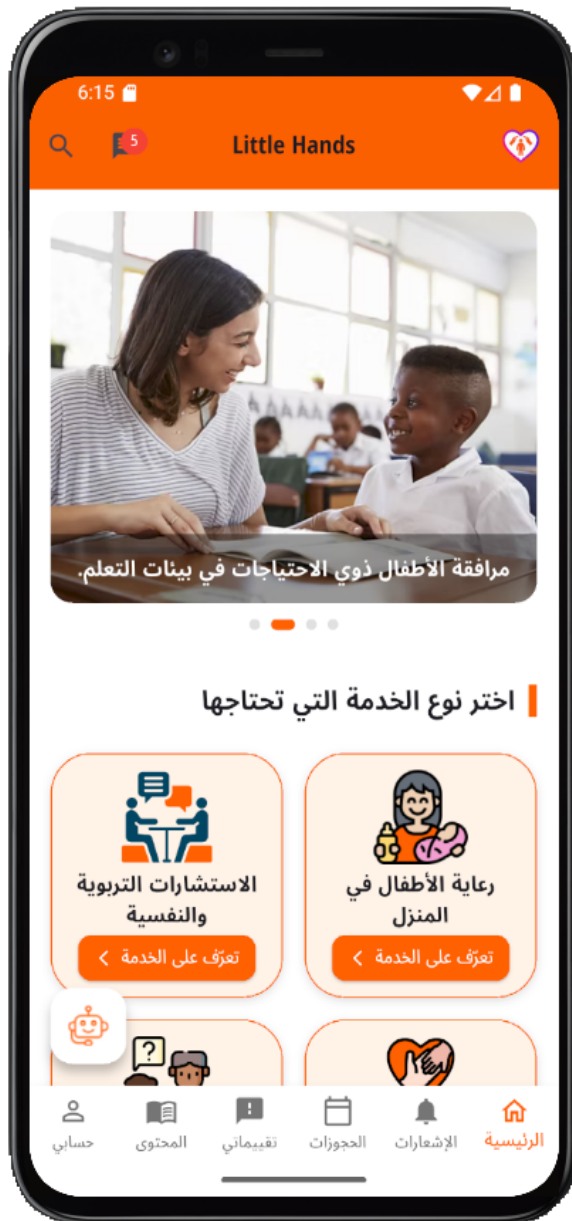 6:15
5
Little Hands
مرافقة الأطفال ذوي الاحتياجات في بيئات التعلم.
اختر نوع الخدمة التي تحتاجها
رعاية الأطفال في
المنزل
تعرّف على الخدمة
الاستشارات التربوية
والنفسية
تعرّف على الخدمة
?
الرئيسية
الإشعارات
الحجوزات
تقييماتي
المحتوى
حسابي